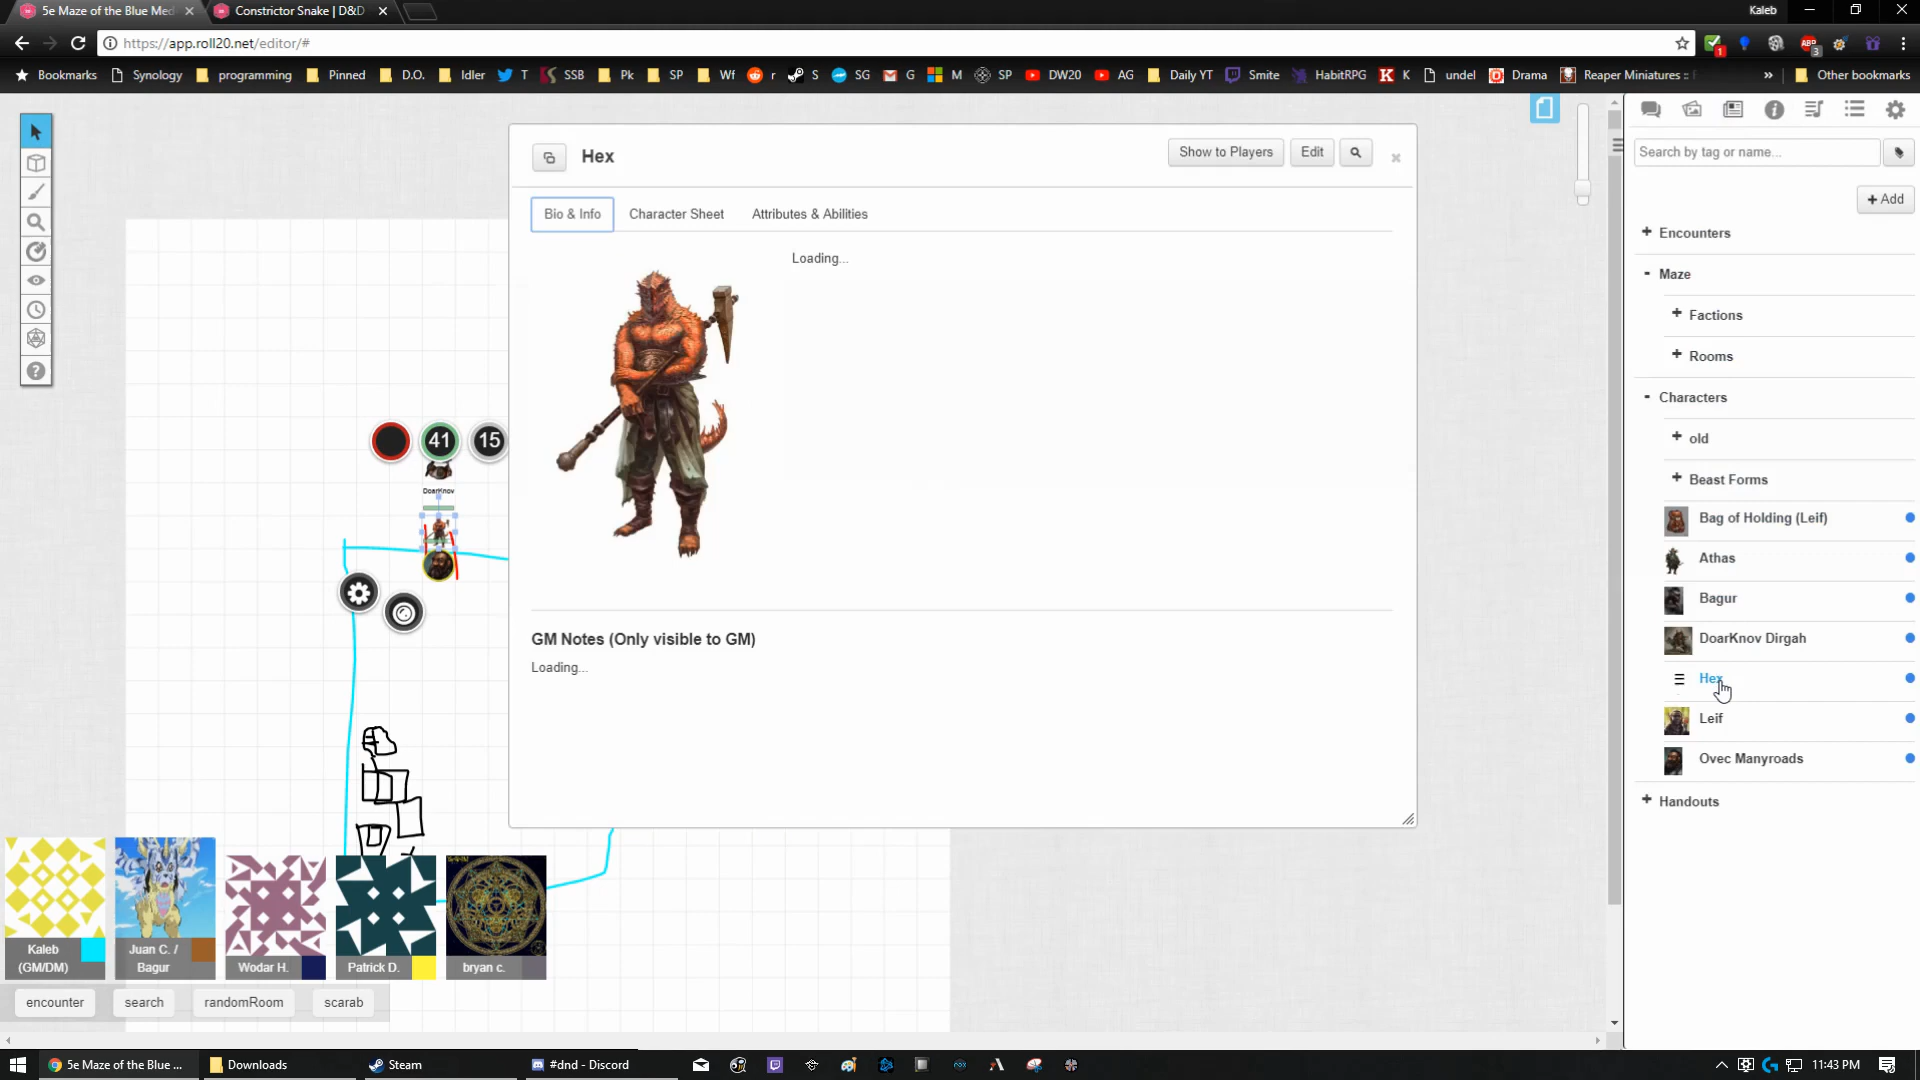 5e Maze of the Blue Med
Constrictor Snake | D&D
Kaleb
https://app.roll20.net/editor/#
1
ABP
3
Bookmarks
Synology
programming
Pinned
D.O.
Idler
T
SSB
Pk
SP
Wf
r
S
SG
G
M
SP
DW20
AG
Daily YT
Smite
HabitRPG
K
undel
Drama
Reaper Miniatures ::
»
Other bookmarks
Hex
Show to Players
Edit
Bio & Info
Character Sheet
Attributes & Abilities
Loading...
GM Notes (Only visible to GM)
Loading...
41
15
DoarKnov
Search by tag or name...
+ Add
+ Encounters
- Maze
+ Factions
+ Rooms
- Characters
+ old
+ Beast Forms
Bag of Holding (Leif)
Athas
Bagur
DoarKnov Dirgah
Hex
Leif
Ovec Manyroads
+ Handouts
Kaleb
(GM/DM)
Juan C. /
Bagur
Wodar H.
Patrick D.
bryan c.
encounter
search
randomRoom
scarab
5e Maze of the Blue ...
Downloads
Steam
#dnd - Discord
11:43 PM